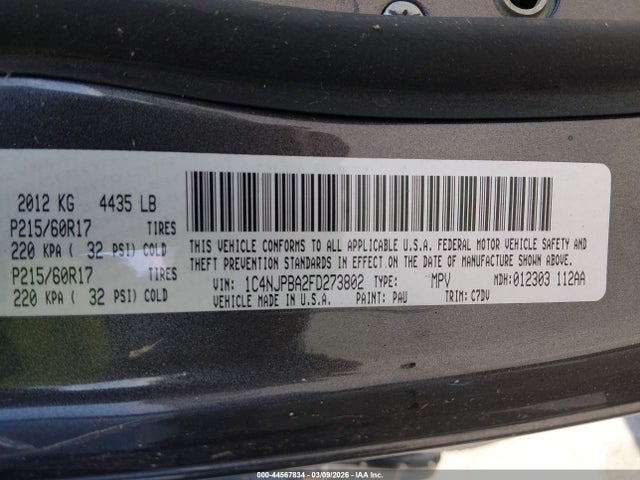 2012 KG 4435 LB
P215/60R17 TIRES
220 KPA ( 32 PSI) COLD
P215/60R17 TIRES
220 KPA ( 32 PSI) COLD
THIS VEHICLE CONFORMS TO ALL APPLICABLE U.S.A. FEDERAL MOTOR VEHICLE SAFETY AND
THEFT PREVENTION STANDARDS IN EFFECT ON THE DATE OF MANUFACTURE SHOWN ABOVE.
VIN: 1C4NJPBA2FD273802 TYPE: MPV MDH:012303 112AA
VEHICLE MADE IN U.S.A. PAINT: PAU TRIM: C7DV
000-44567834 | 03/09/2026 | IAA Inc.